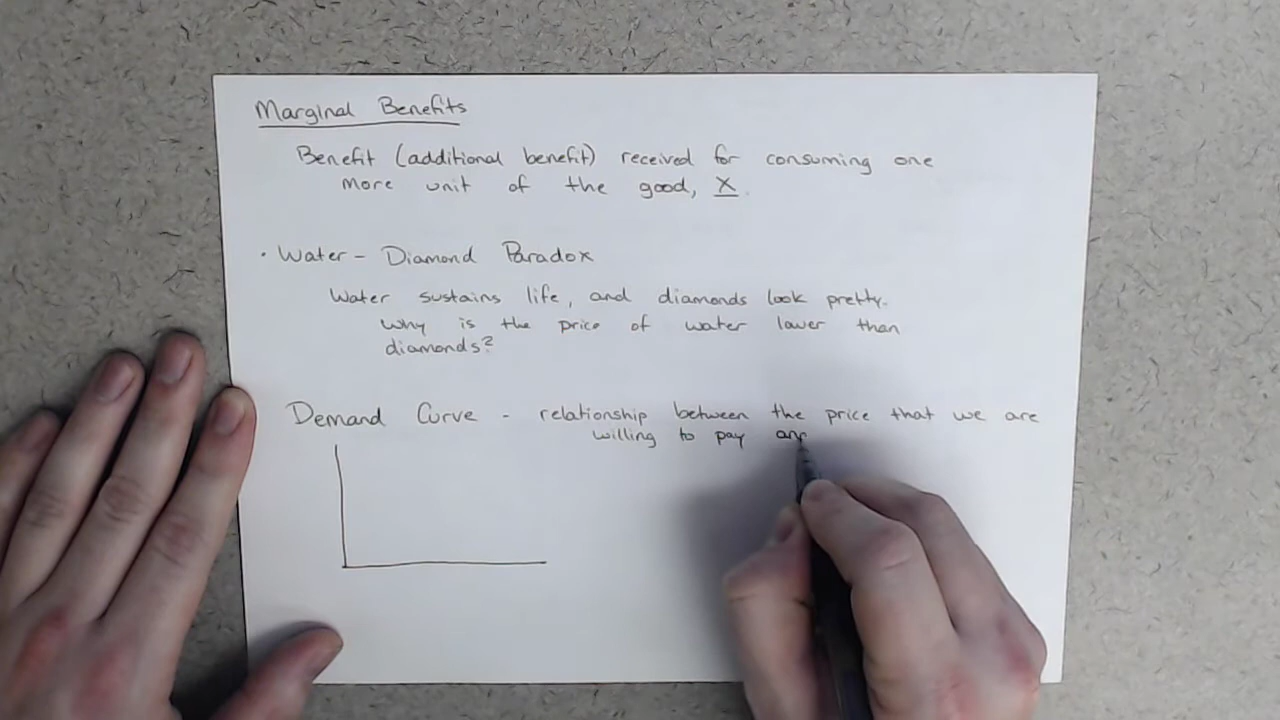 Marginal Benefits
Benefit (additional benefit) received for consuming one
more unit of the good, X.
· Water - Diamond Paradox
Water sustains life, and diamonds look pretty.
Why is the price of water lower than
diamonds?
Demand Curve - relationship between the price that we are
willing to pay